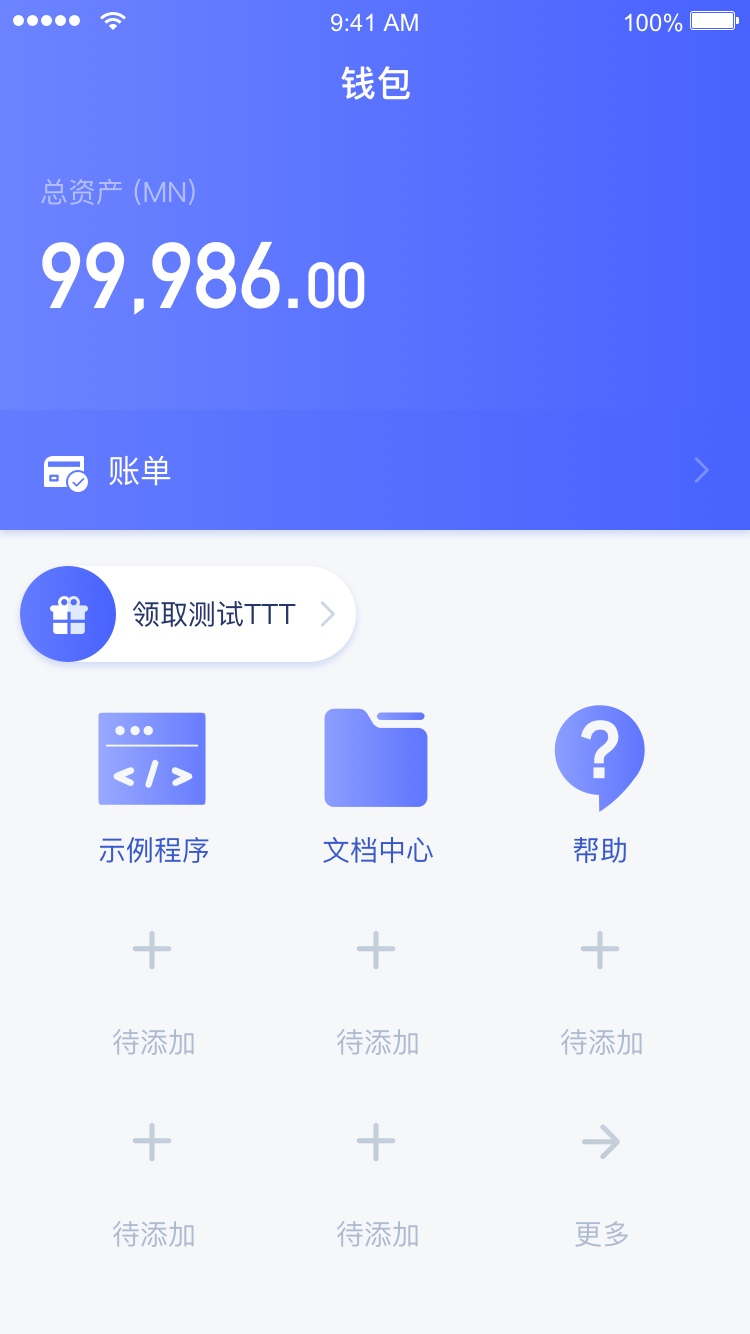 9:41 AM 100%
钱包
总资产 (MN)
99,986.00
账单
领取测试TTT
</>
?
示例程序 文档中心 帮助
待添加 待添加 待添加
待添加 待添加 更多